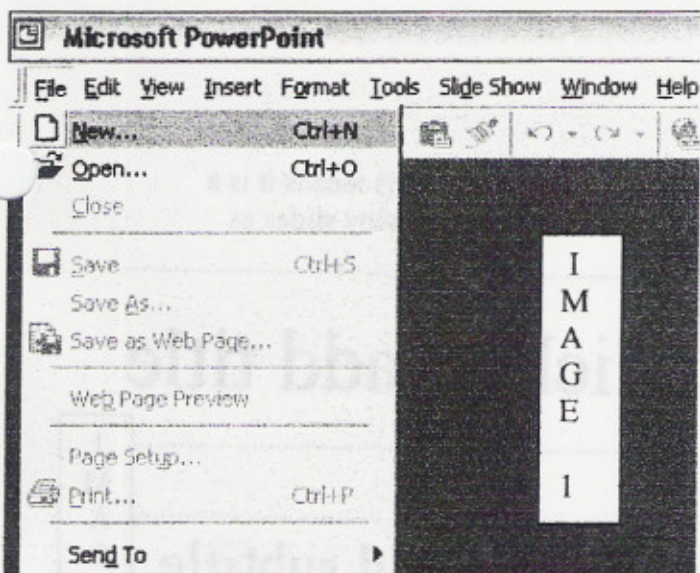 Microsoft PowerPoint
File Edit View Insert Format Tools Slide Show Window Help
New... Ctrl+N
Open... Ctrl+O
Close
Save Ctrl+S
Save As...
Save as Web Page...
Web Page Preview
Page Setup...
Print... Ctrl+P
Send To
I
M
A
G
E
1